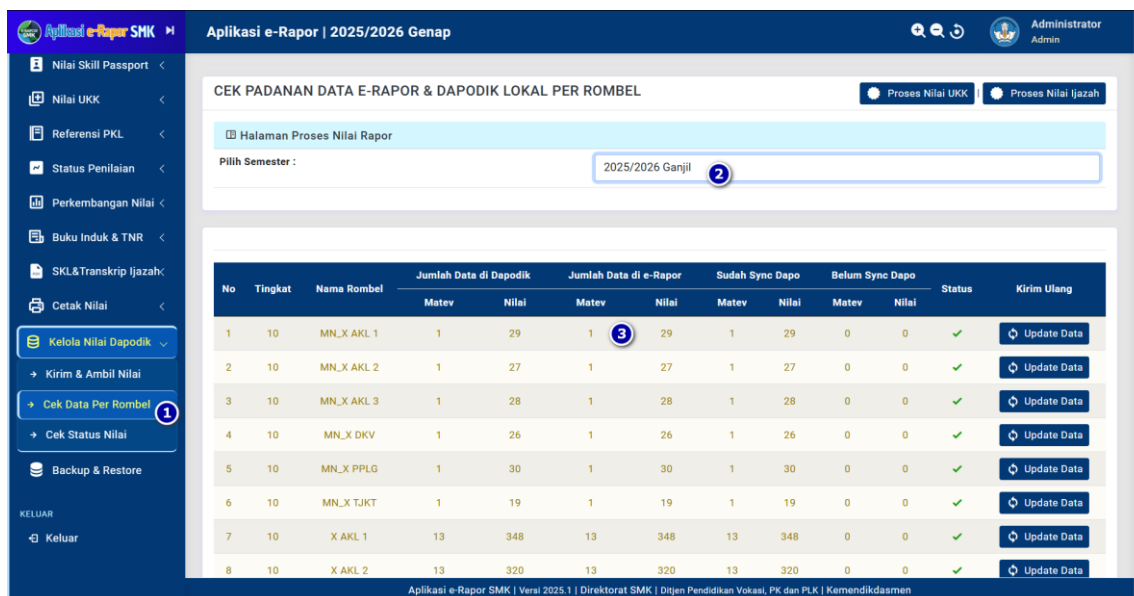 Aplikasi e-Rapor SMK
Aplikasi e-Rapor | 2025/2026 Genap
Administrator
Admin
Nilai Skill Passport
Nilai UKK
Referensi PKL
Status Penilaian
Perkembangan Nilai
Buku Induk & TNR
SKL&Transkrip Ijazah
Cetak Nilai
Kelola Nilai Dapodik
Kirim & Ambil Nilai
Cek Data Per Rombel
1
Cek Status Nilai
Backup & Restore
KELUAR
Keluar
CEK PADANAN DATA E-RAPOR & DAPODIK LOKAL PER ROMBEL
Proses Nilai UKK | Proses Nilai Ijazah
Halaman Proses Nilai Rapor
Pilih Semester :
2025/2026 Ganjil
2
No Tingkat Nama Rombel Jumlah Data di Dapodik Jumlah Data di e-Rapor Sudah Sync Dapo Belum Sync Dapo Status Kirim Ulang
Matev Nilai Matev Nilai Matev Nilai Matev Nilai
1 10 MN_X AKL 1 1 29 1 3 29 1 29 0 0 Update Data
2 10 MN_X AKL 2 1 27 1 27 1 27 0 0 Update Data
3 10 MN_X AKL 3 1 28 1 28 1 28 0 0 Update Data
4 10 MN_X DKV 1 26 1 26 1 26 0 0 Update Data
5 10 MN_X PPLG 1 30 1 30 1 30 0 0 Update Data
6 10 MN_X TJKT 1 19 1 19 1 19 0 0 Update Data
7 10 X AKL 1 13 348 13 348 13 348 0 0 Update Data
8 10 X AKL 2 13 320 13 320 13 320 0 0 Update Data
Aplikasi e-Rapor SMK | Versi 2025.1 | Direktorat SMK | Ditjen Pendidikan Vokasi, PK dan PLK | Kemendikdasmen